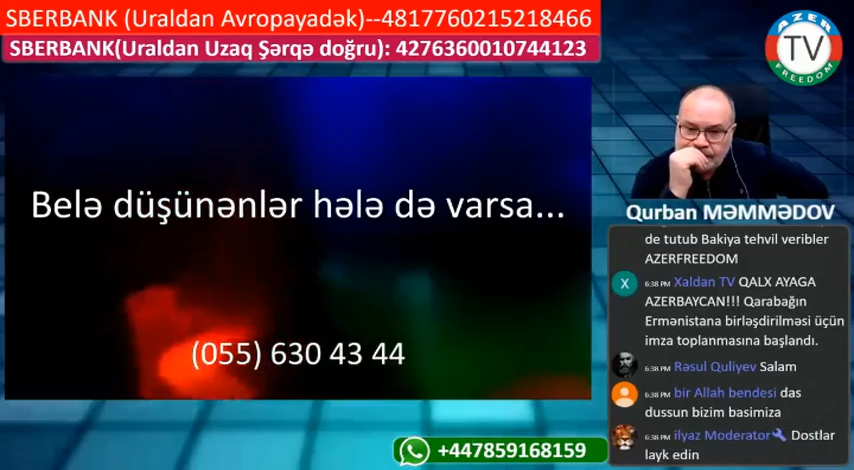 SBERBANK (Uraldan Avropayadək)--4817760215218466
SBERBANK(Uraldan Uzaq Şərqə doğru): 4276360010744123
AZER
TV
FREEDOM
Belə düşünənlər hələ də varsa...
(055) 630 43 44
Qurban MƏMMƏDOV
de tutub Bakiya tehvil veribler
AZERFREEDOM
X 6:38 PM Xaldan TV QALX AYAGA
AZERBAYCAN!!! Qarabağın
Ermənistana birləşdirilməsi üçün
imza toplanmasına başlandı.
6:38 PM Rəsul Quliyev Salam
6:38 PM bir Allah bendesi das
dussun bizim basimiza
6:38 PM ilyaz Moderator Dostlar
layk edin
+447859168159